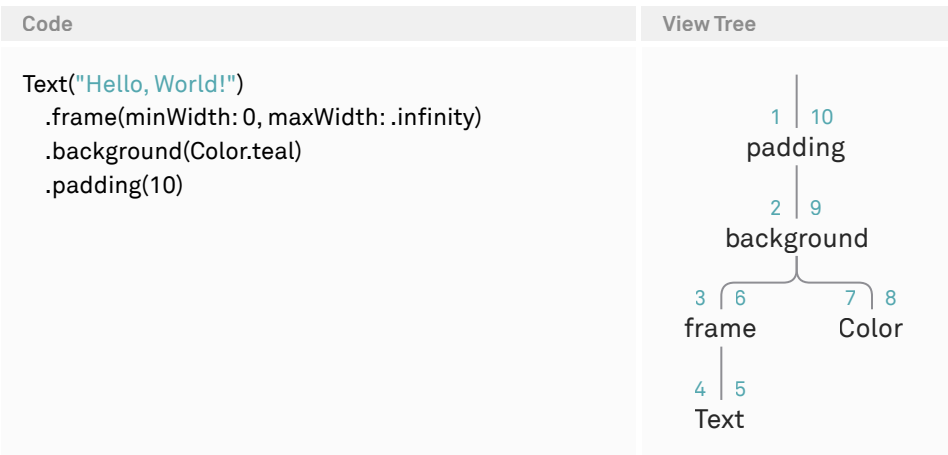 Code
View Tree
Text("Hello, World!")
.frame(minWidth: 0, maxWidth: .infinity)
.background(Color.teal)
.padding(10)
1 10
padding
2 9
background
3 6 7 8
frame Color
4 5
Text